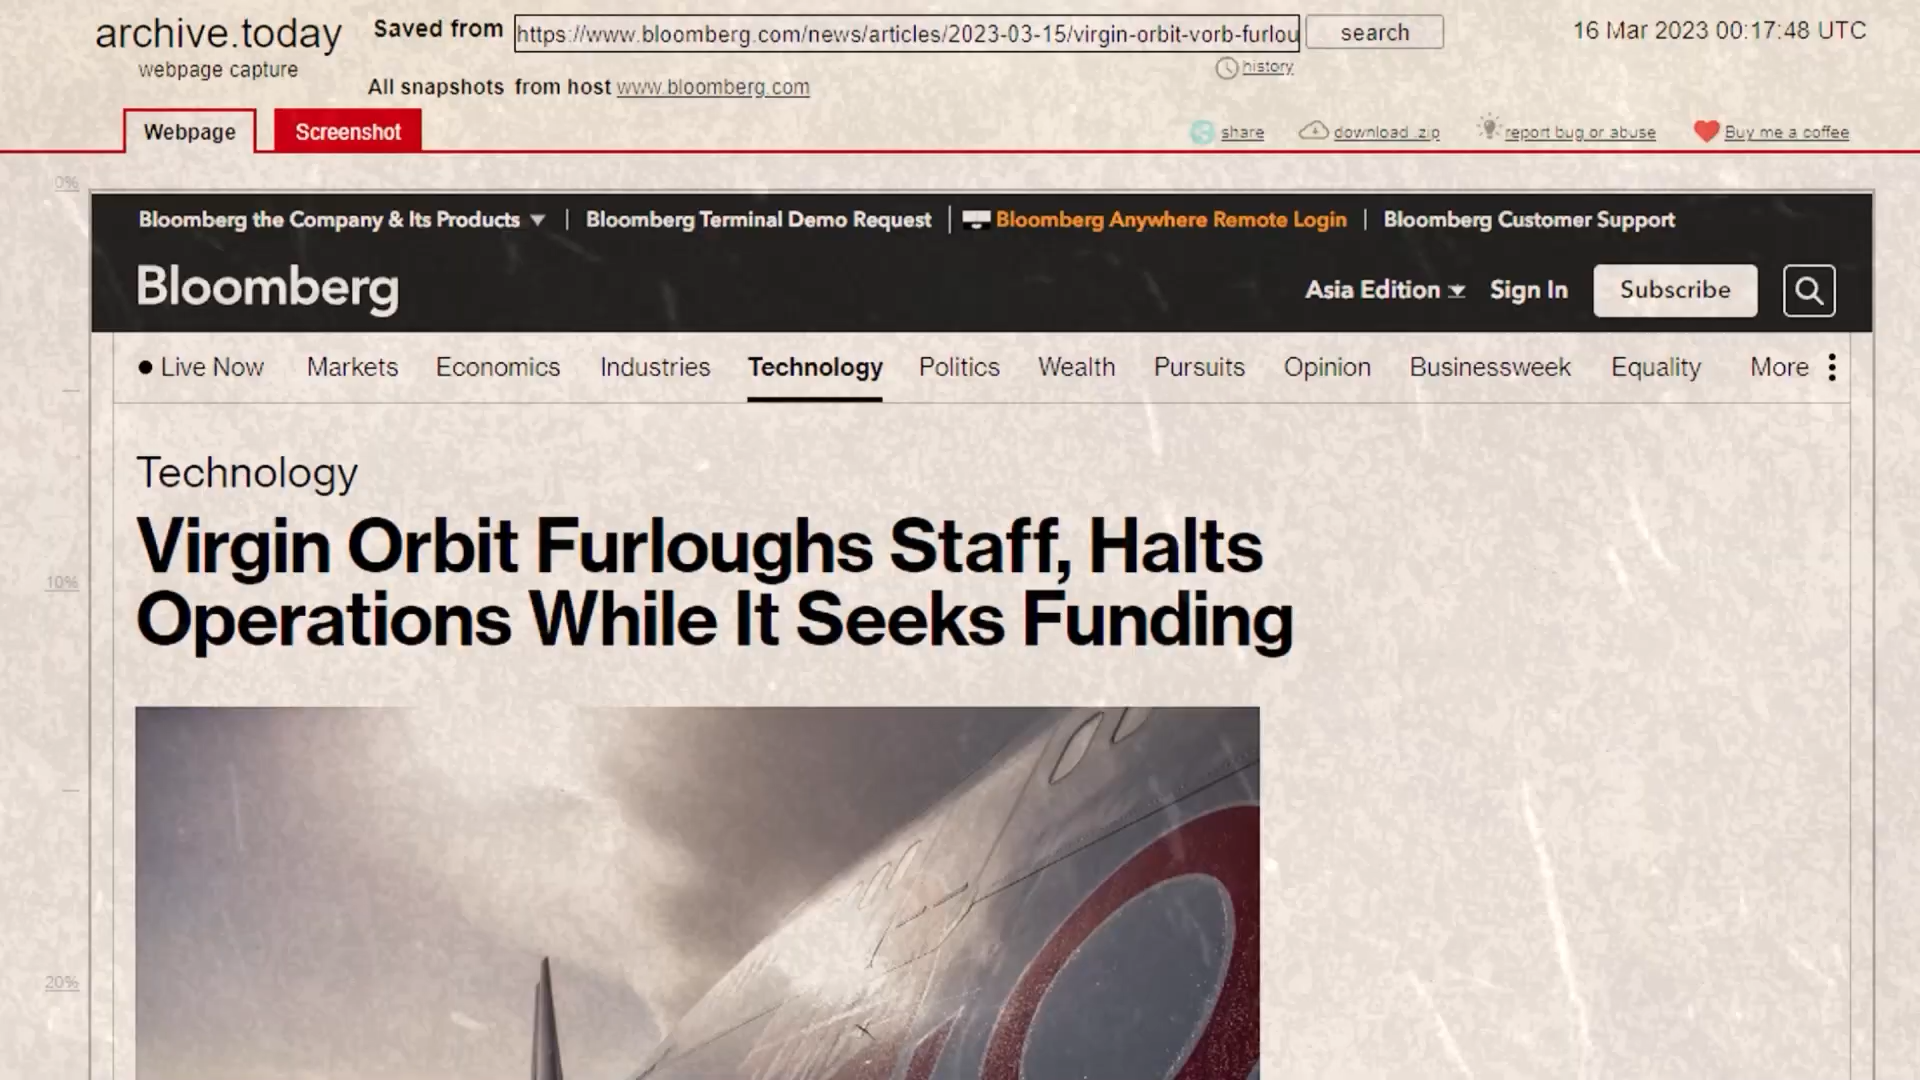 archive.today
webpage capture
Saved from https://www.bloomberg.com/news/articles/2023-03-15/virgin-orbit-vorb-furlou search
16 Mar 2023 00:17:48 UTC
history
All snapshots from host www.bloomberg.com
Webpage Screenshot
share download .zip report bug or abuse Buy me a coffee
0%
Bloomberg the Company & Its Products | Bloomberg Terminal Demo Request | Bloomberg Anywhere Remote Login | Bloomberg Customer Support
Bloomberg
Asia Edition Sign In Subscribe
Live Now Markets Economics Industries Technology Politics Wealth Pursuits Opinion Businessweek Equality More
Technology
Virgin Orbit Furloughs Staff, Halts
Operations While It Seeks Funding
10%
20%